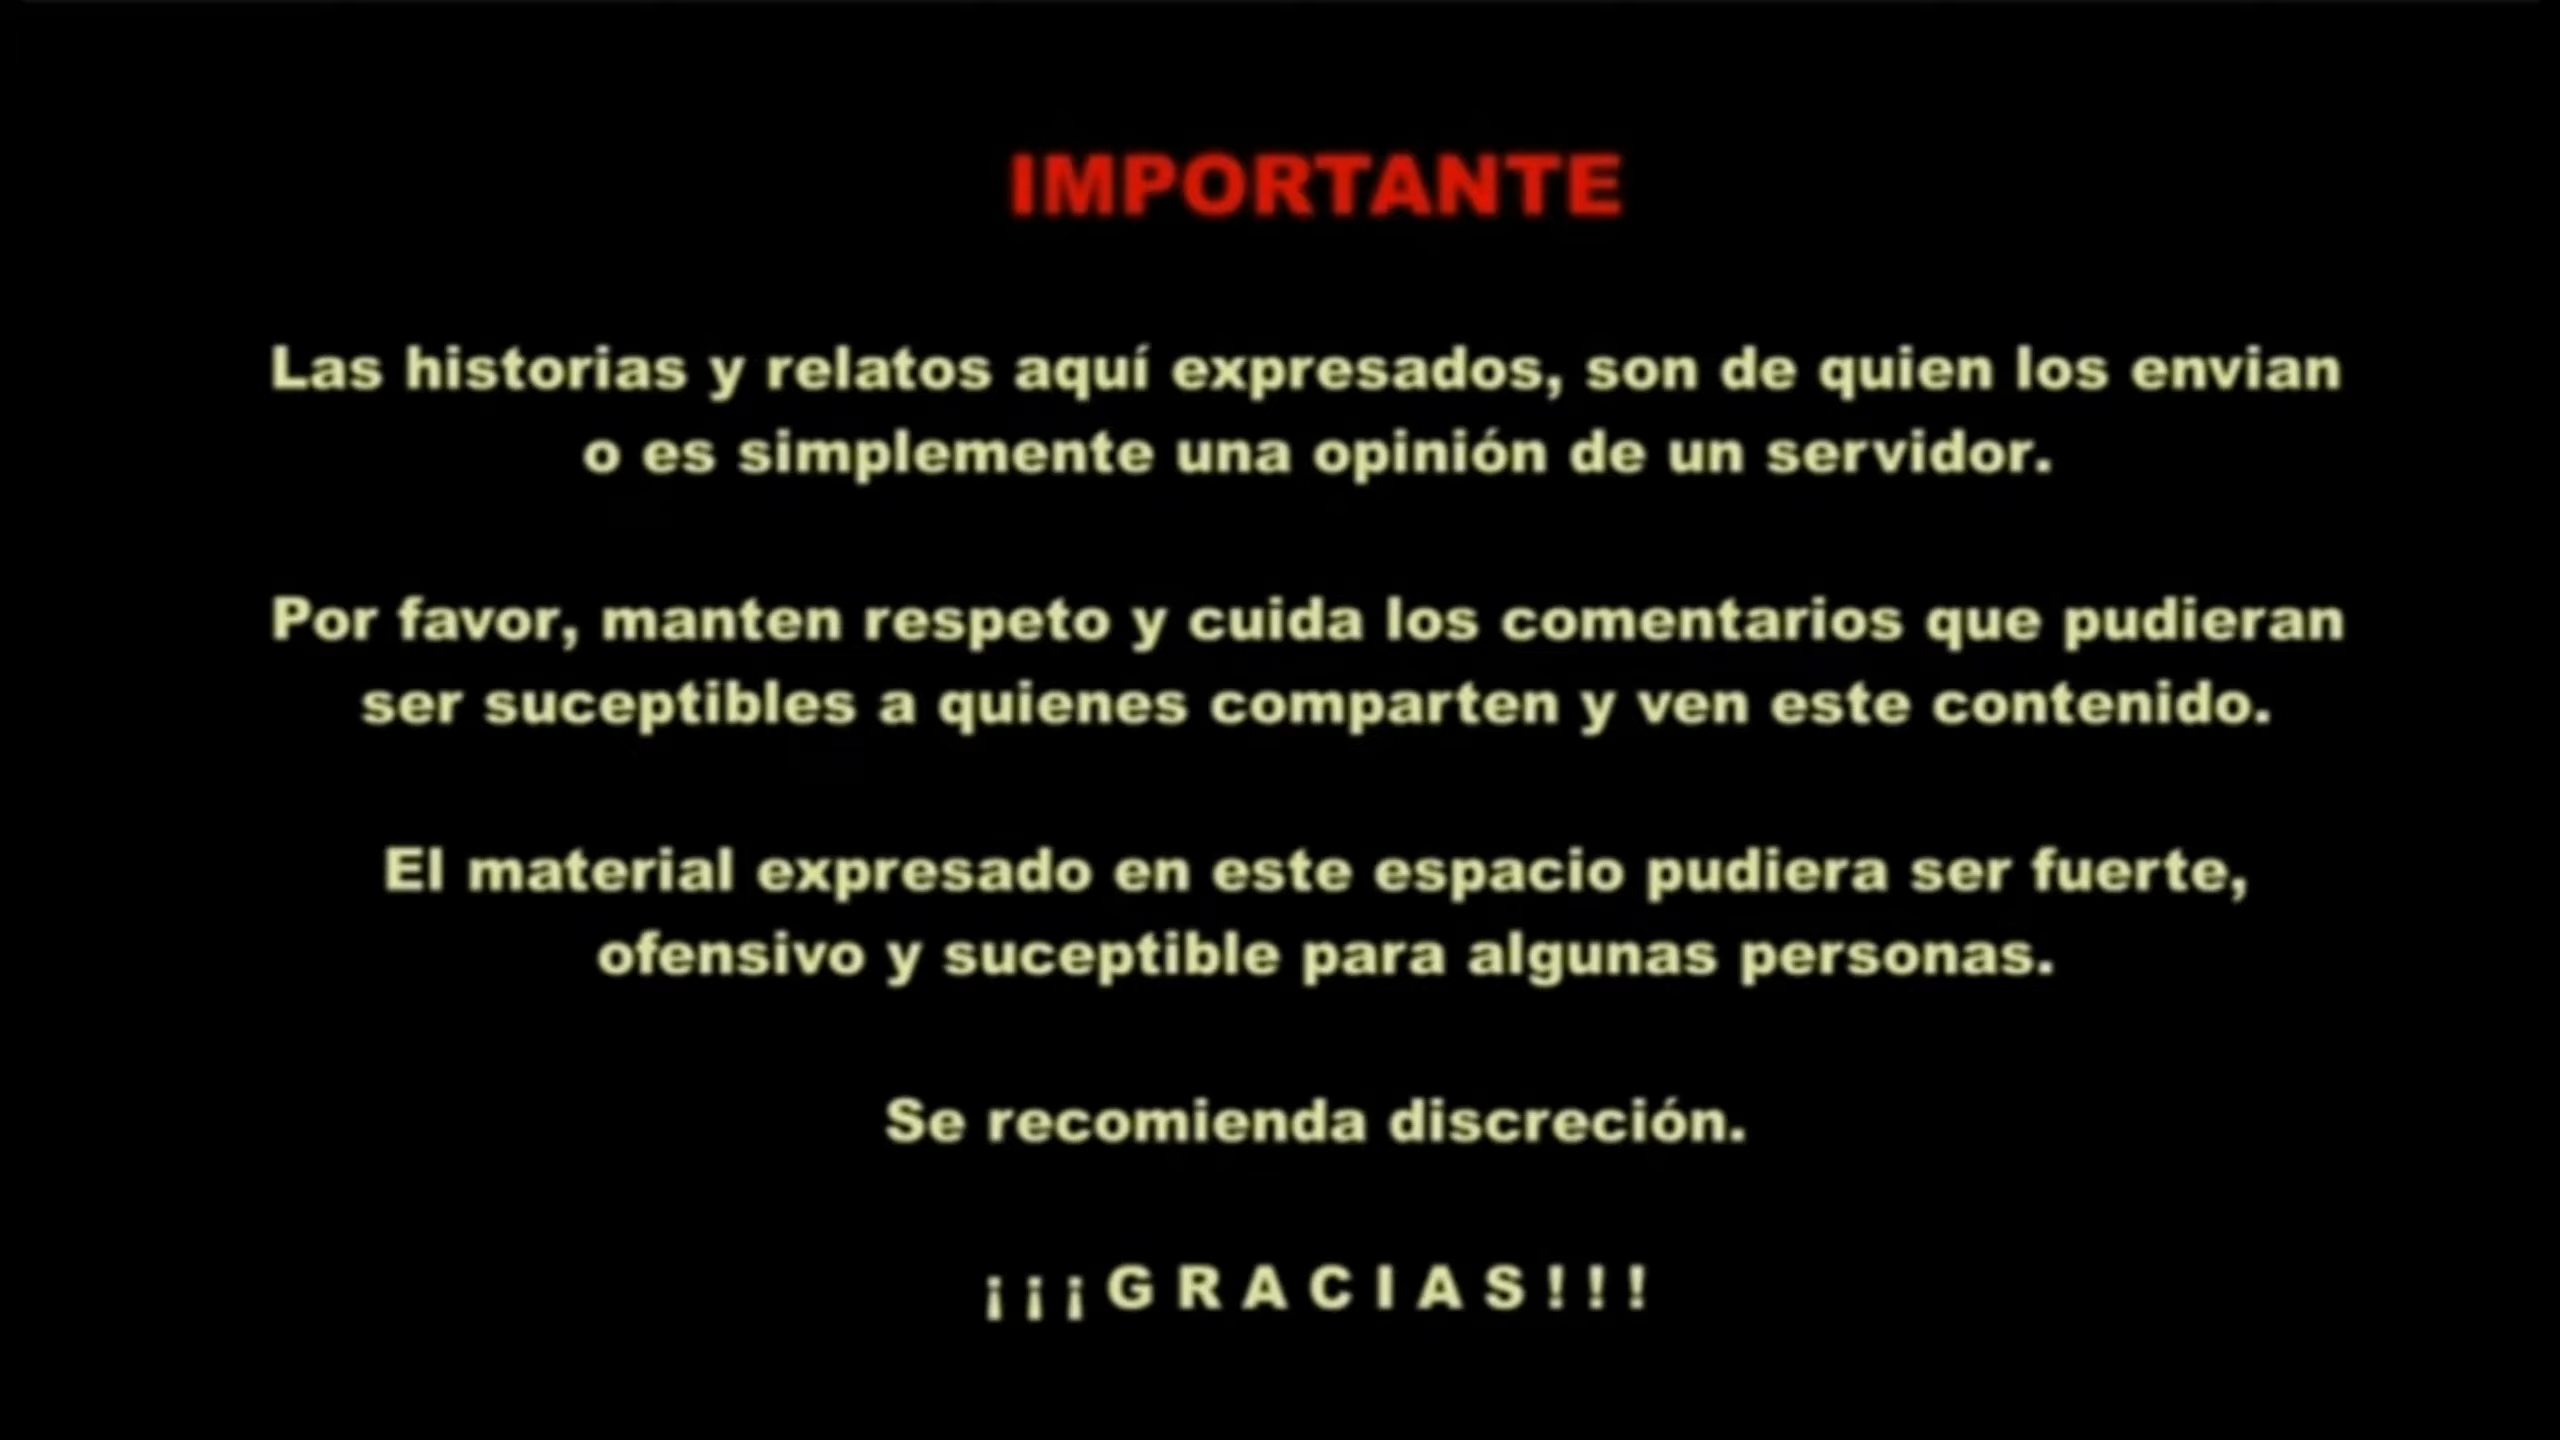 IMPORTANTE
Las historias y relatos aquí expresados, son de quien los envian
o es simplemente una opinión de un servidor.
Por favor, manten respeto y cuida los comentarios que pudieran
ser suceptibles a quienes comparten y ven este contenido.
El material expresado en este espacio pudiera ser fuerte,
ofensivo y suceptible para algunas personas.
Se recomienda discreción.
¡¡¡GRACIAS!!!